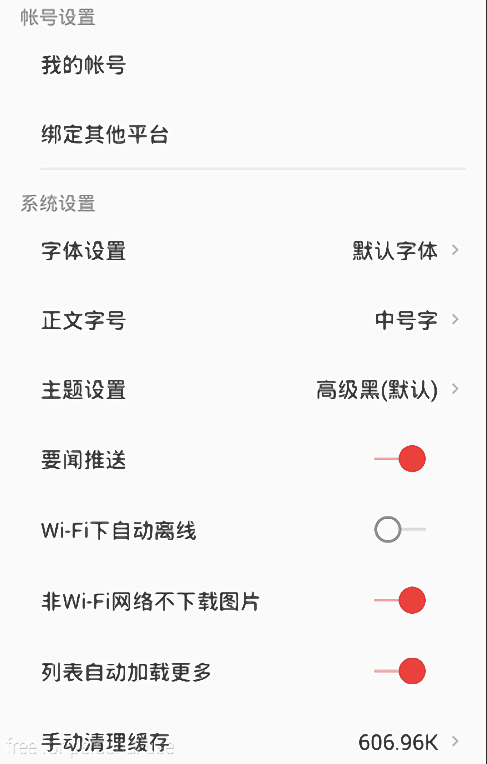 帐号设置
我的帐号
绑定其他平台
系统设置
字体设置 默认字体
正文字号 中号字
主题设置 高级黑(默认)
要闻推送
Wi-Fi下自动离线
非Wi-Fi网络不下载图片
列表自动加载更多
手动清理缓存 606.96K